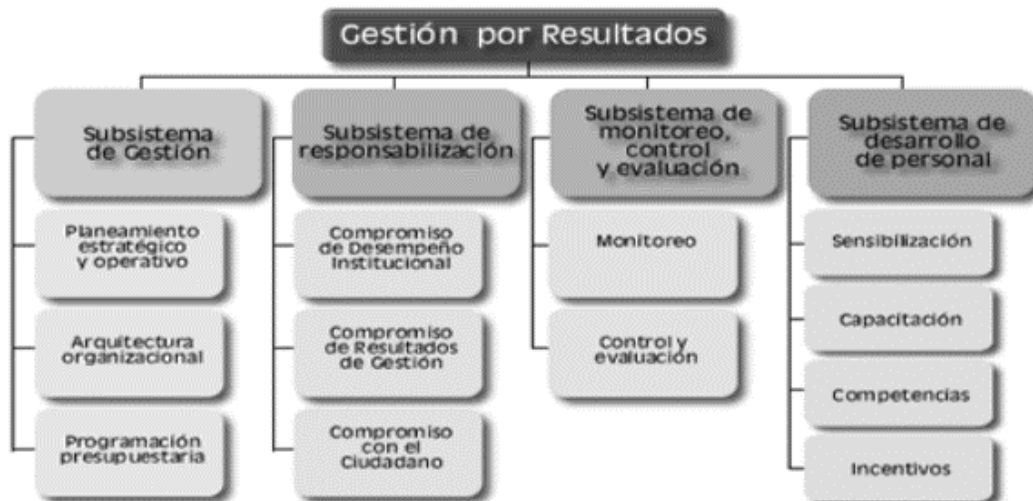 Gestión por Resultados
Subsistema
de Gestión
Planeamiento
estratégico
y operativo
Arquitectura
organizacional
Programación
presupuestaria
Subsistema de
responsabilización
Compromiso
de Desempeño
Institucional
Compromiso
de Resultados
de Gestión
Compromiso
con el
Ciudadano
Subsistema de
monitoreo,
control
y evaluación
Monitoreo
Control y
evaluación
Subsistema de
desarrollo
de personal
Sensibilización
Capacitación
Competencias
Incentivos